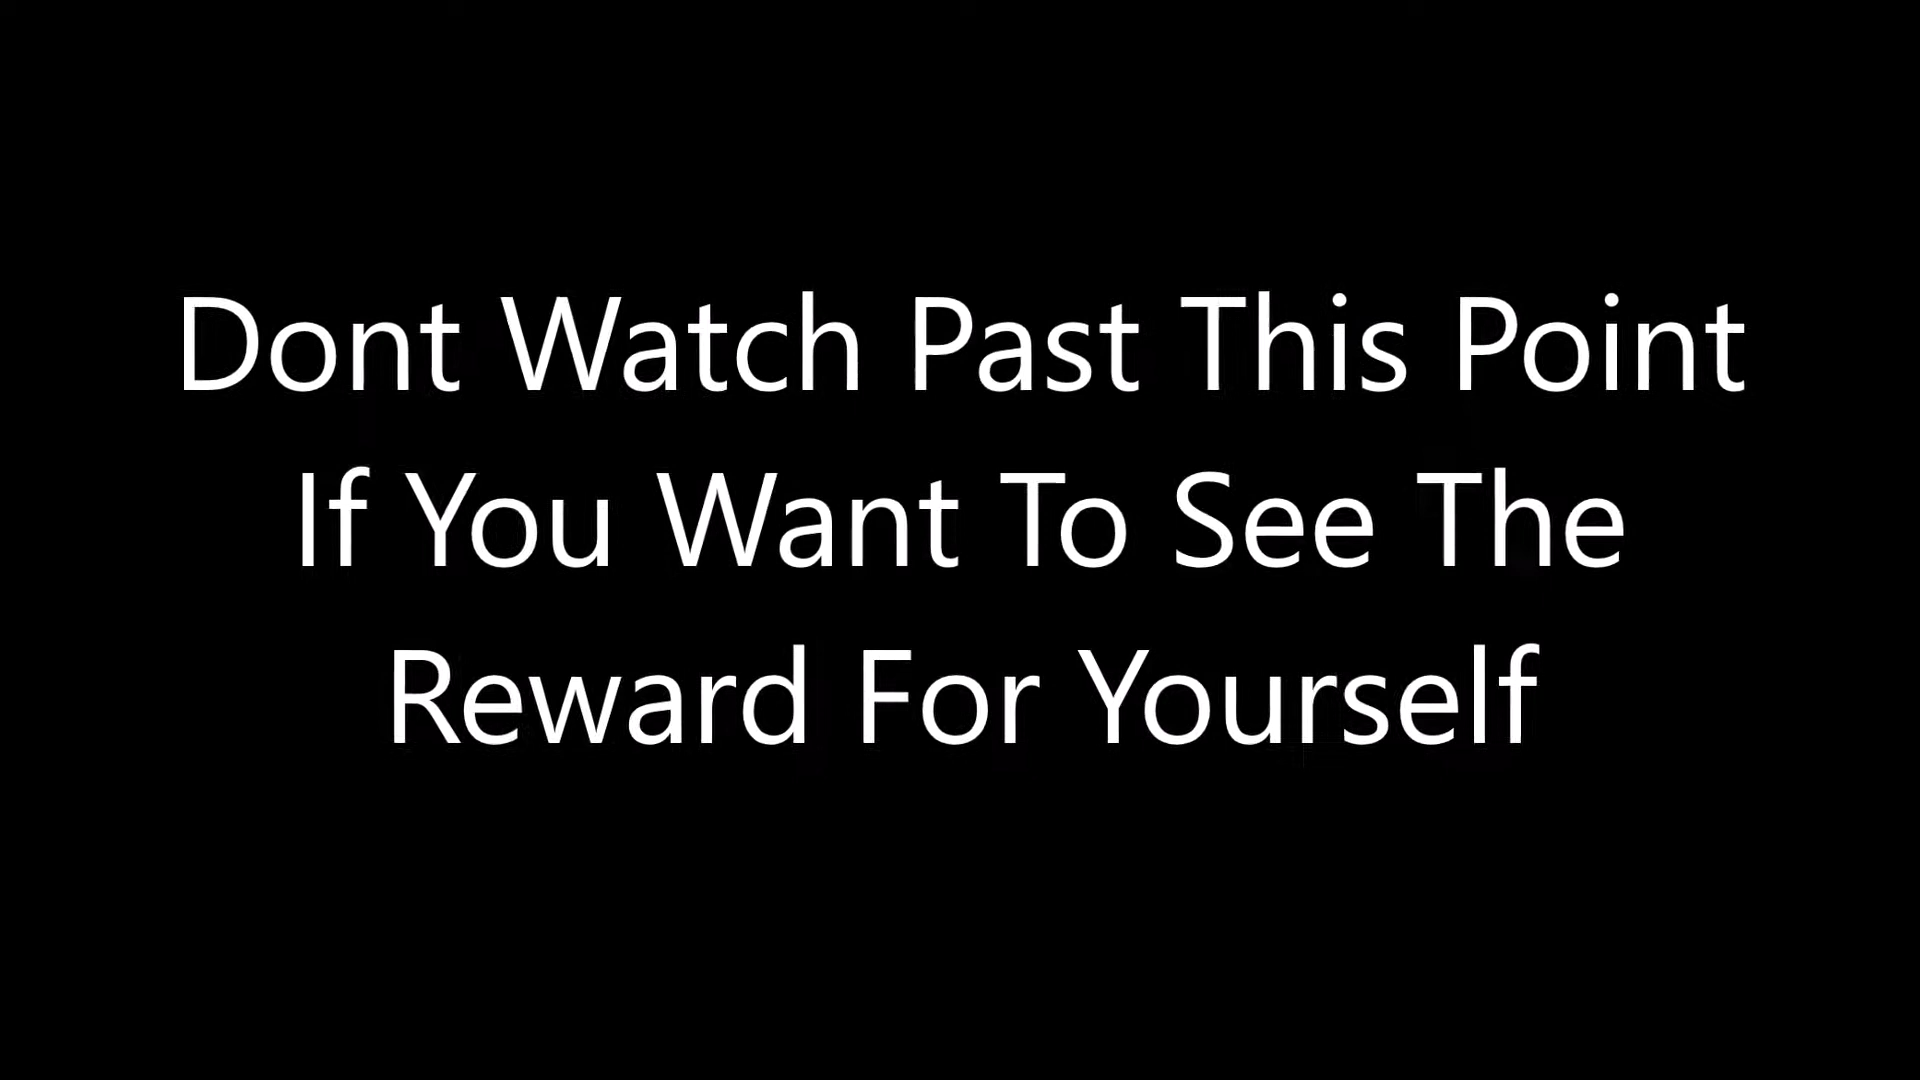 Dont Watch Past This Point
If You Want To See The
Reward For Yourself